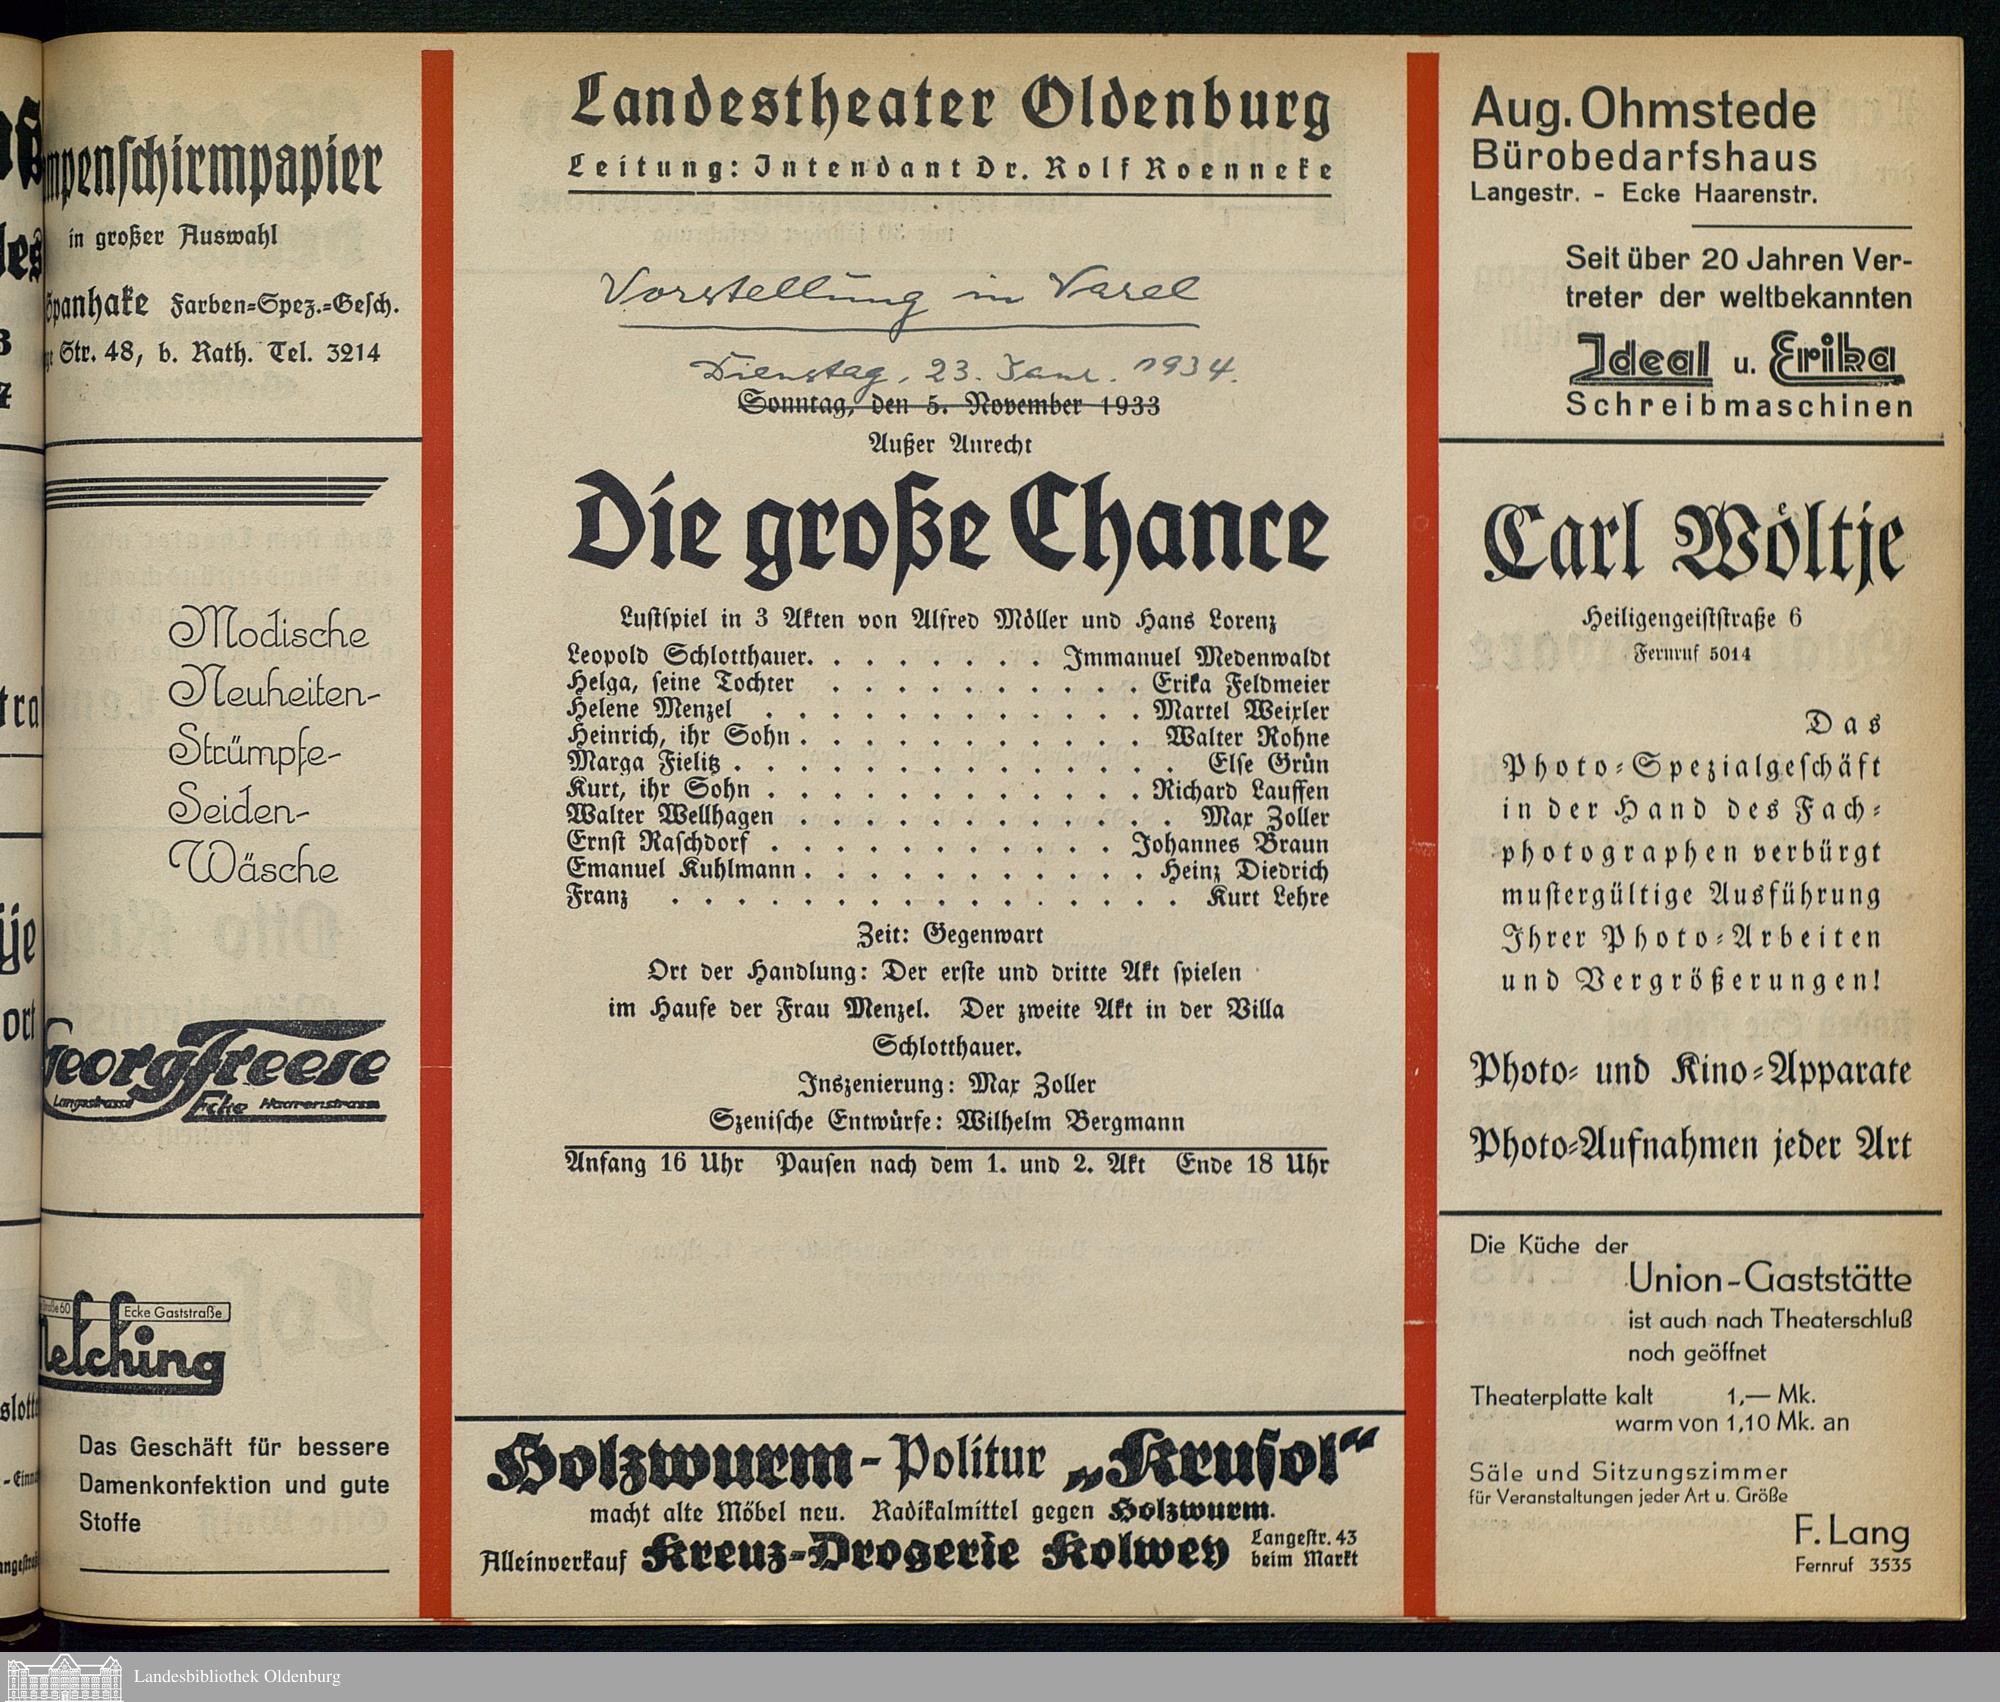 in großer Auswahl
Farben-Spez.-Gesch.
Str. 48, b. Rath. Tel. 3214
Modische
Neuheiten-
Strümpfe-
Seiden-
Wäsche
Georg Freese
Langestrasse Ecke Haarenstrasse
Ecke Gaststraße
Das Geschäft für bessere
Damenkonfektion und gute
Stoffe
Landestheater Oldenburg
Leitung: Intendant Dr. Rolf Roenneke
Vorstellung in Varel
Dienstag, 23. Janr. 1934.
Sonntag, den 5. November 1933
Außer Anrecht
Die große Chance
Lustspiel in 3 Akten von Alfred Möller und Hans Lorenz
Leopold Schlotthauer. . . . . . . . Immanuel Medenwaldt
Helga, seine Tochter . . . . . . . . . . Erika Feldmeier
Helene Menzel . . . . . . . . . . . . Martel Weixler
Heinrich, ihr Sohn . . . . . . . . . . . Walter Rohne
Marga Fielitz . . . . . . . . . . . . . . Else Grün
Kurt, ihr Sohn . . . . . . . . . . . . Richard Lauffen
Walter Wellhagen . . . . . . . . . . . . Max Zoller
Ernst Raschdorf . . . . . . . . . . . Johannes Braun
Emanuel Kuhlmann . . . . . . . . . . . Heinz Diedrich
Franz . . . . . . . . . . . . . . . . Kurt Lehre
Zeit: Gegenwart
Ort der Handlung: Der erste und dritte Akt spielen
im Hause der Frau Menzel. Der zweite Akt in der Villa
Schlotthauer.
Inszenierung: Max Zoller
Szenische Entwürfe: Wilhelm Bergmann
Anfang 16 Uhr Pausen nach dem 1. und 2. Akt Ende 18 Uhr
Holzwurm-Politur „Krusol“
macht alte Möbel neu. Radikalmittel gegen Holzwurm.
Alleinverkauf Kreuz-Drogerie Kolwey Langestr. 43
beim Markt
Aug. Ohmstede
Bürobedarfshaus
Langestr. - Ecke Haarenstr.
Seit über 20 Jahren Ver-
treter der weltbekannten
Ideal u. Erika
Schreibmaschinen
Carl Wöltje
Heiligengeiststraße 6
Fernruf 5014
Das
Photo-Spezialgeschäft
in der Hand des Fach-
photographen verbürgt
mustergültige Ausführung
Ihrer Photo-Arbeiten
und Vergrößerungen!
Photo- und Kino-Apparate
Photo-Aufnahmen jeder Art
Die Küche der
Union-Gaststätte
ist auch nach Theaterschluß
noch geöffnet
Theaterplatte kalt 1,— Mk.
warm von 1,10 Mk. an
Säle und Sitzungszimmer
für Veranstaltungen jeder Art u. Größe
F. Lang
Fernruf 3535
Landesbibliothek Oldenburg